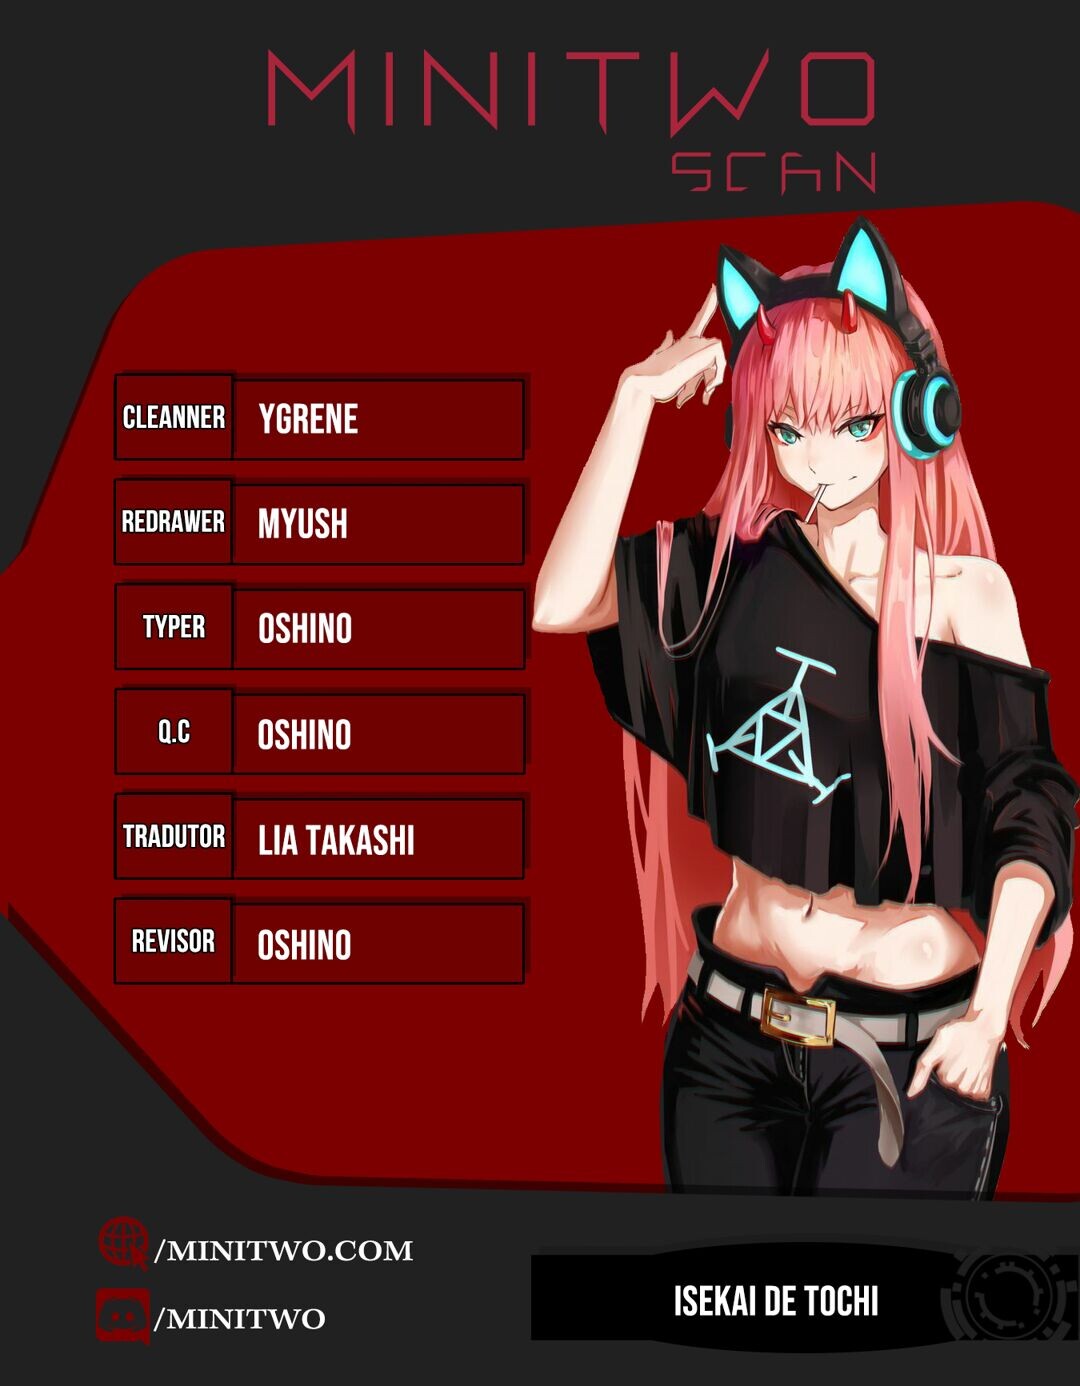 MINITWO
SCAN
CLEANNER YGRENE
REDRAWER MYUSH
TYPER OSHINO
Q.C OSHINO
TRADUTOR LIA TAKASHI
REVISOR OSHINO
/MINITWO.COM
/MINITWO
ISEKAI DE TOCHI